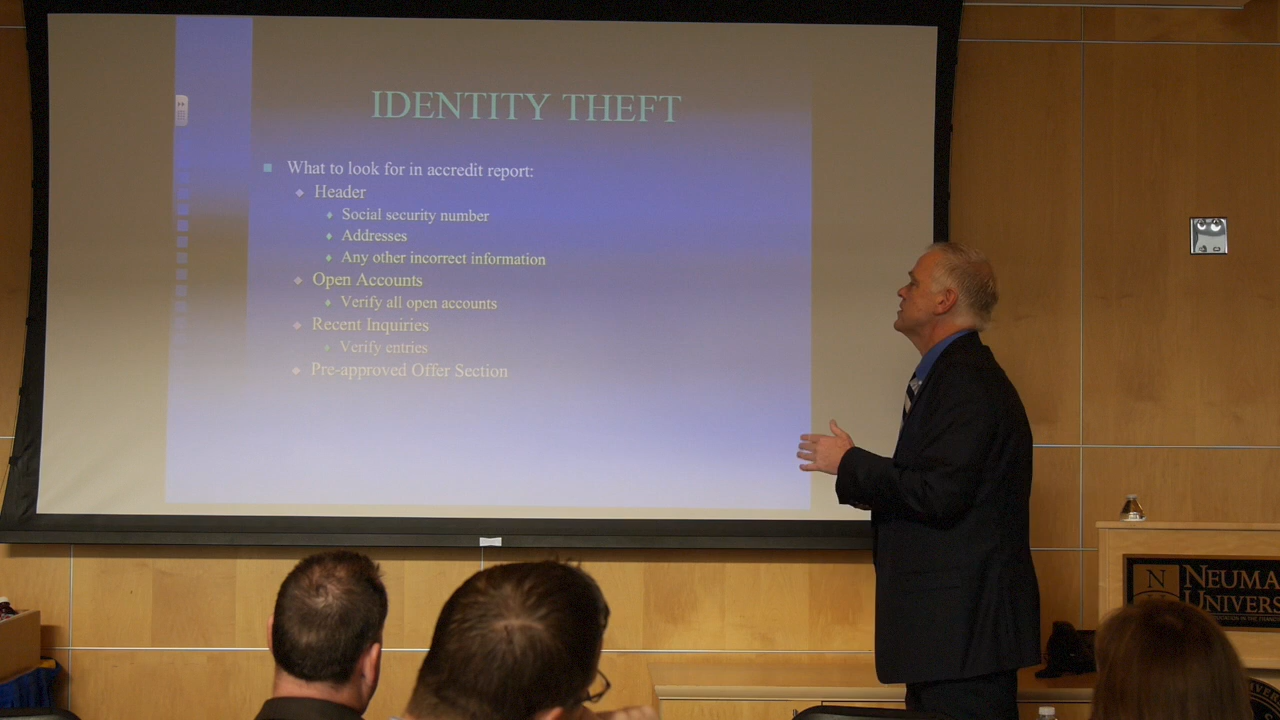 IDENTITY THEFT
What to look for in accredit report:
Header
Social security number
Addresses
Any other incorrect information
Open Accounts
Verify all open accounts
Recent Inquiries
Verify entries
Pre-approved Offer Section
N
NEUMA
UNIVERS